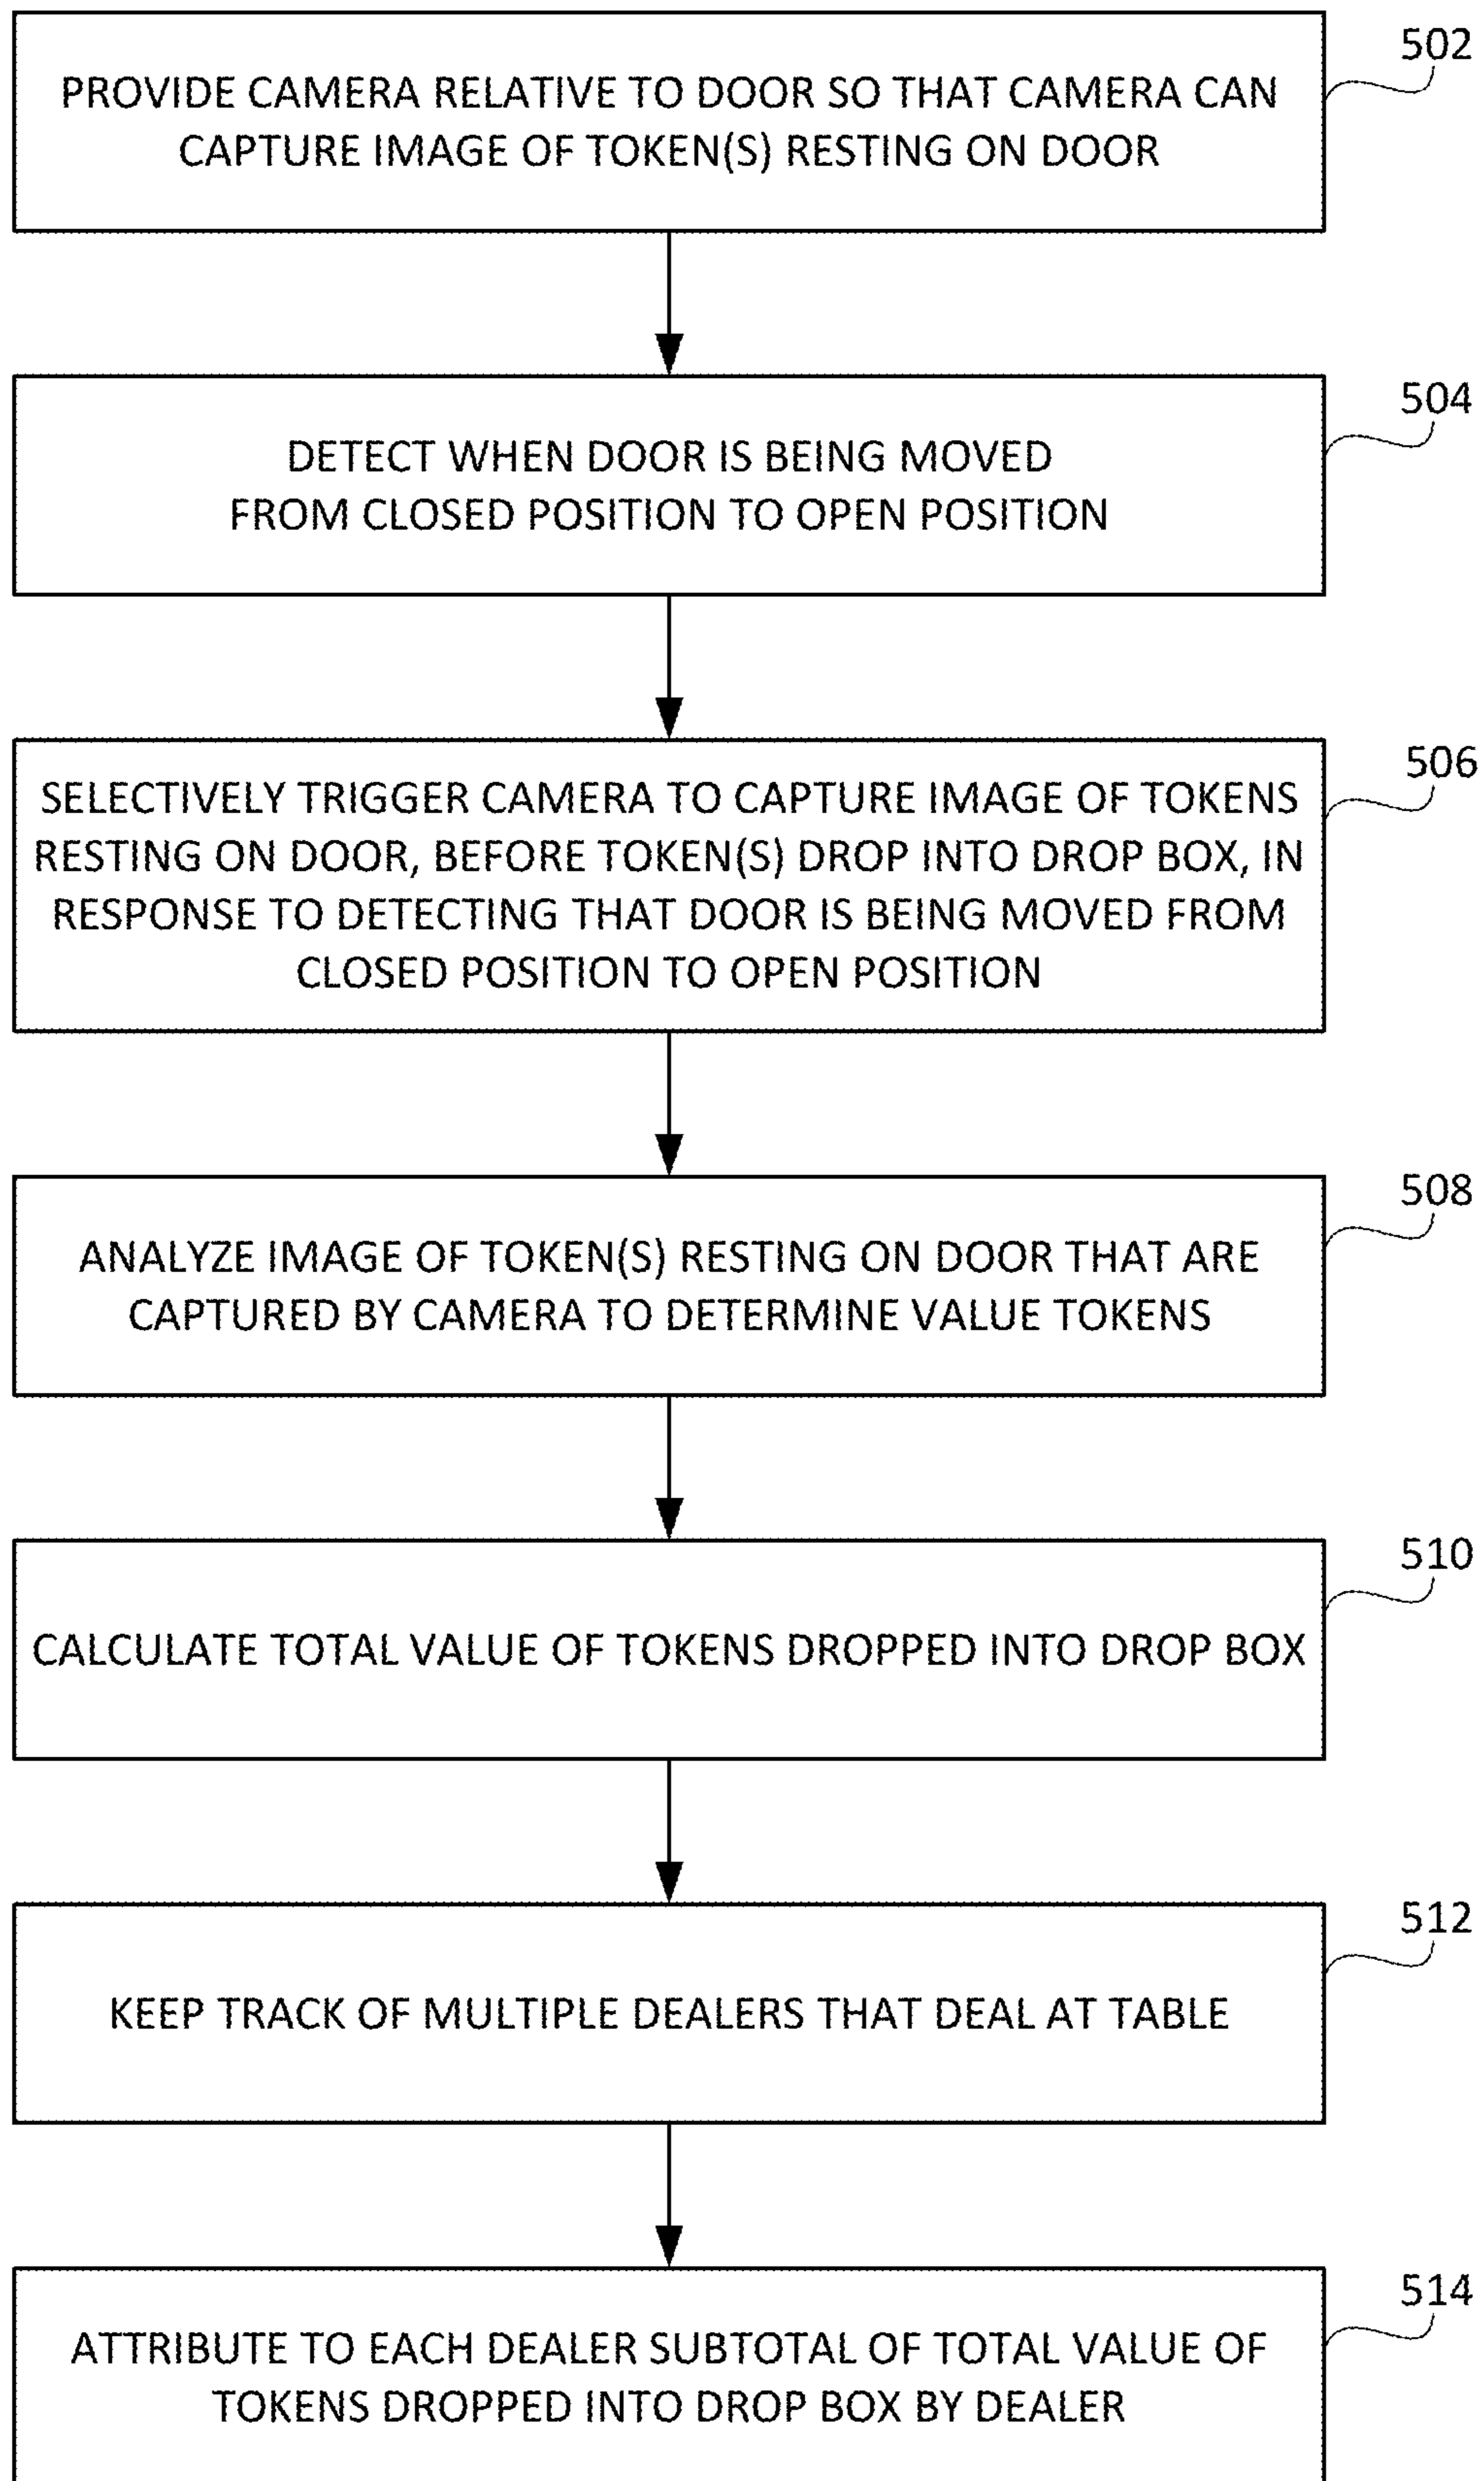 502
PROVIDE CAMERA RELATIVE TO DOOR SO THAT CAMERA CAN
CAPTURE IMAGE OF TOKEN(S) RESTING ON DOOR
504
DETECT WHEN DOOR IS BEING MOVED
FROM CLOSED POSITION TO OPEN POSITION
506
SELECTIVELY TRIGGER CAMERA TO CAPTURE IMAGE OF TOKENS
RESTING ON DOOR, BEFORE TOKEN(S) DROP INTO DROP BOX, IN
RESPONSE TO DETECTING THAT DOOR IS BEING MOVED FROM
CLOSED POSITION TO OPEN POSITION
508
ANALYZE IMAGE OF TOKEN(S) RESTING ON DOOR THAT ARE
CAPTURED BY CAMERA TO DETERMINE VALUE TOKENS
510
CALCULATE TOTAL VALUE OF TOKENS DROPPED INTO DROP BOX
512
KEEP TRACK OF MULTIPLE DEALERS THAT DEAL AT TABLE
514
ATTRIBUTE TO EACH DEALER SUBTOTAL OF TOTAL VALUE OF
TOKENS DROPPED INTO DROP BOX BY DEALER